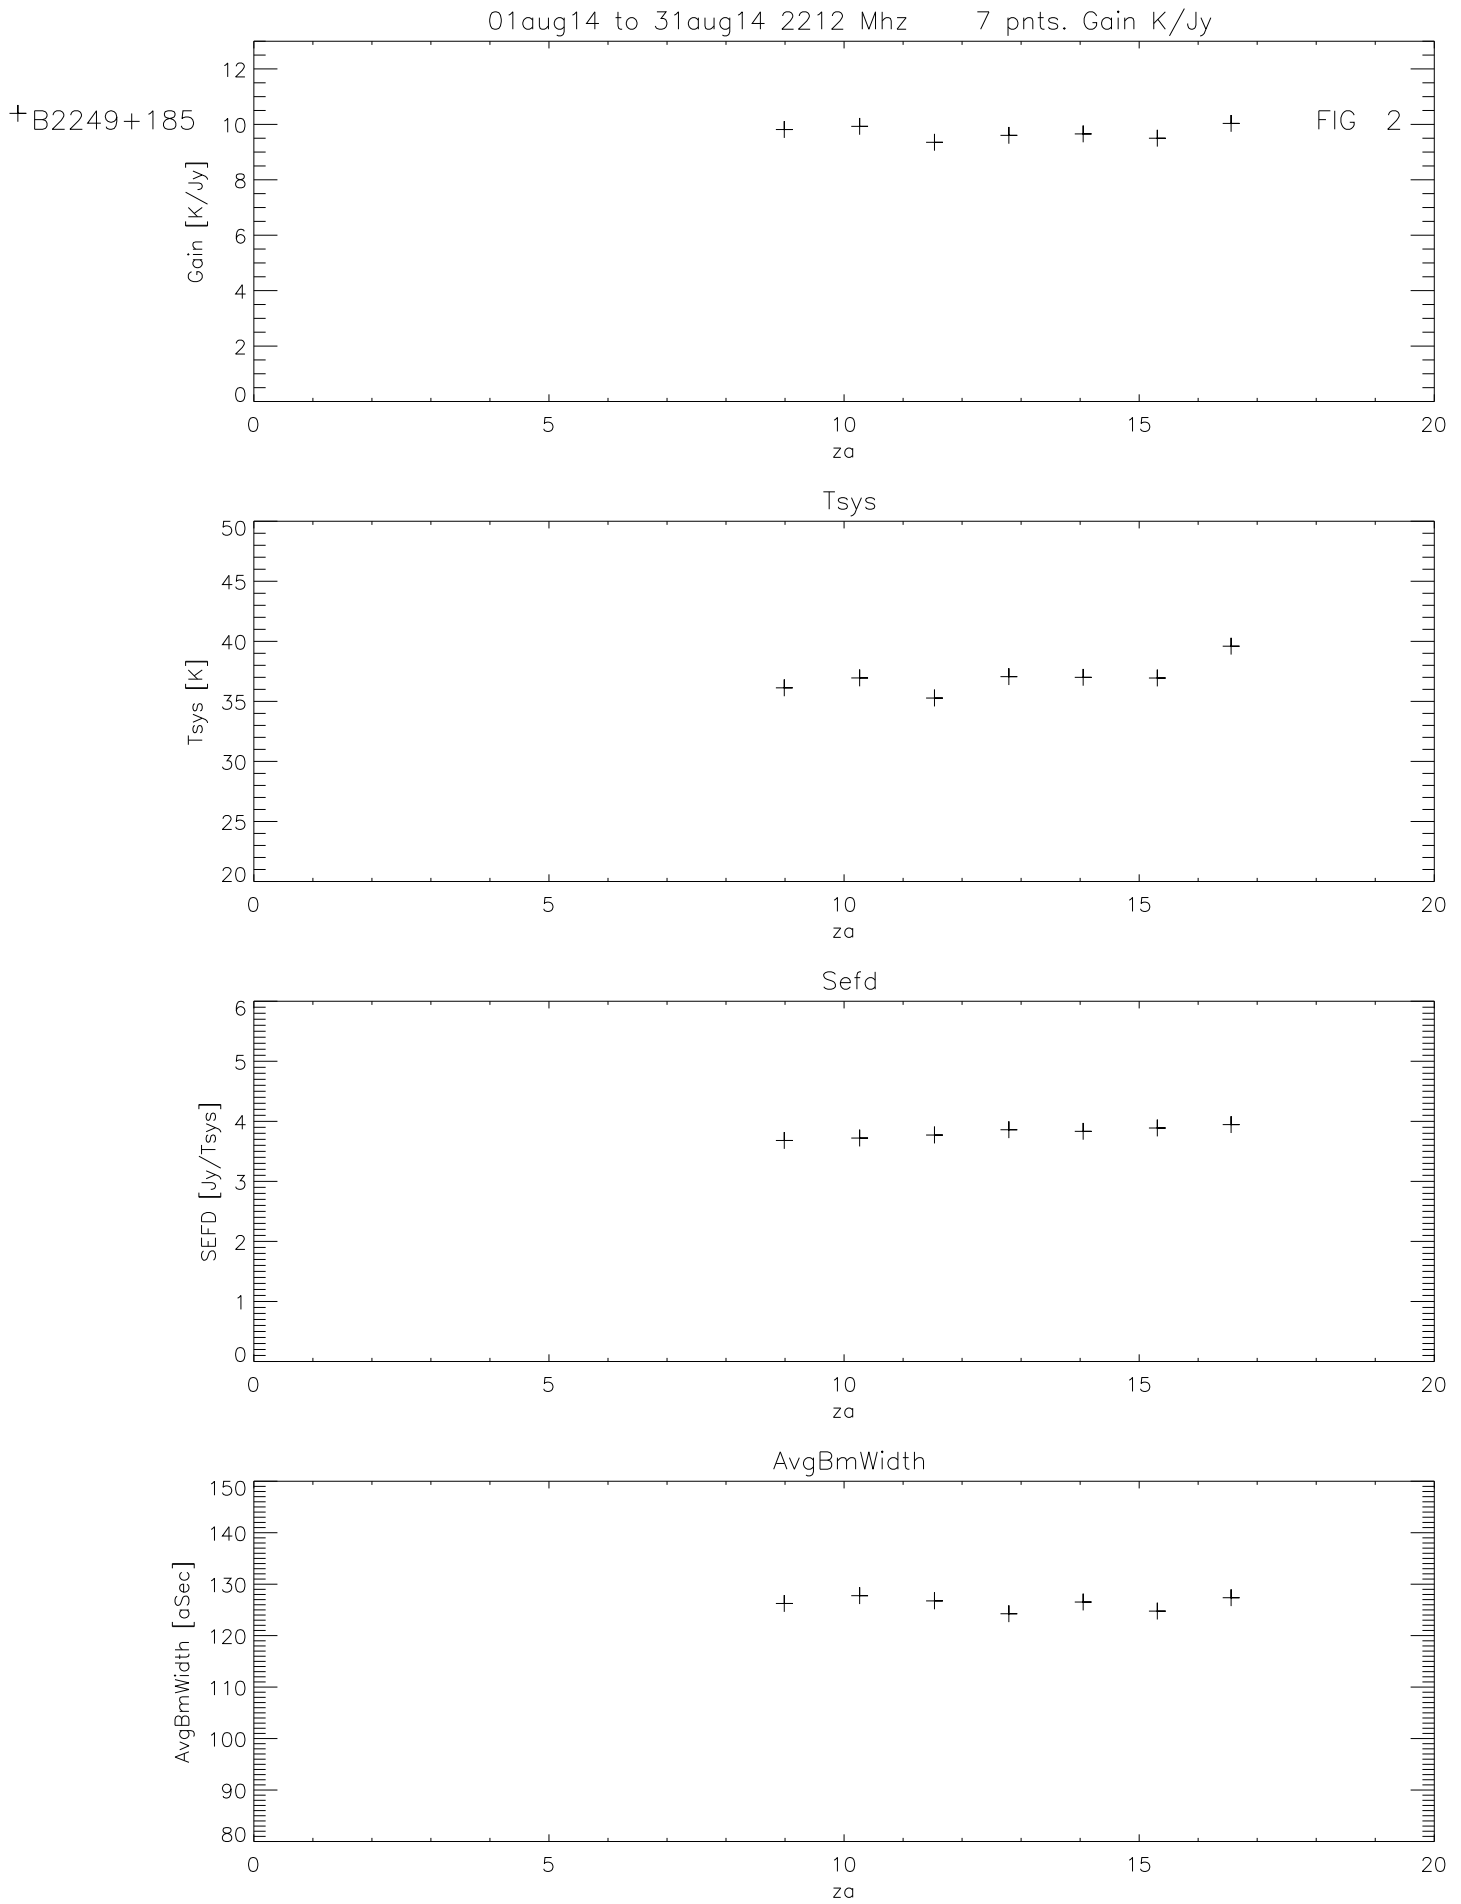 01aug14 to 31aug14 2212 Mhz 7 pnts. Gain K/Jy
+ B2249+185
FIG 2
Gain [K/Jy]
12
10
8
6
4
2
0
0 5 10 15 20
za
Tsys
Tsys [K]
50
45
40
35
30
25
20
0 5 10 15 20
za
Sefd
SEFD [Jy/Tsys]
6
5
4
3
2
1
0
0 5 10 15 20
za
AvgBmWidth
AvgBmWidth [aSec]
150
140
130
120
110
100
90
80
0 5 10 15 20
za